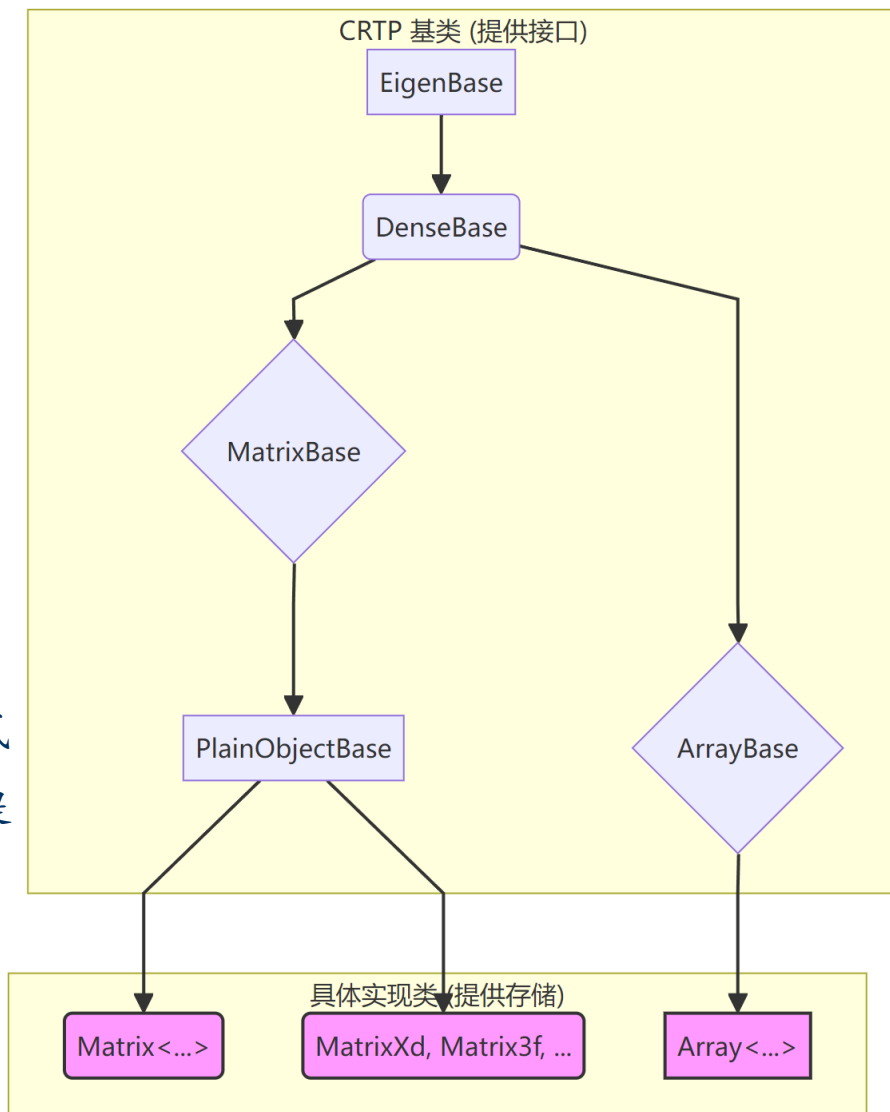 CRTP 基类 (提供接口)
EigenBase
DenseBase
MatrixBase
PlainObjectBase
ArrayBase
具体实现类 (提供存储)
Matrix<...>
MatrixXd, Matrix3f, ...
Array<...>